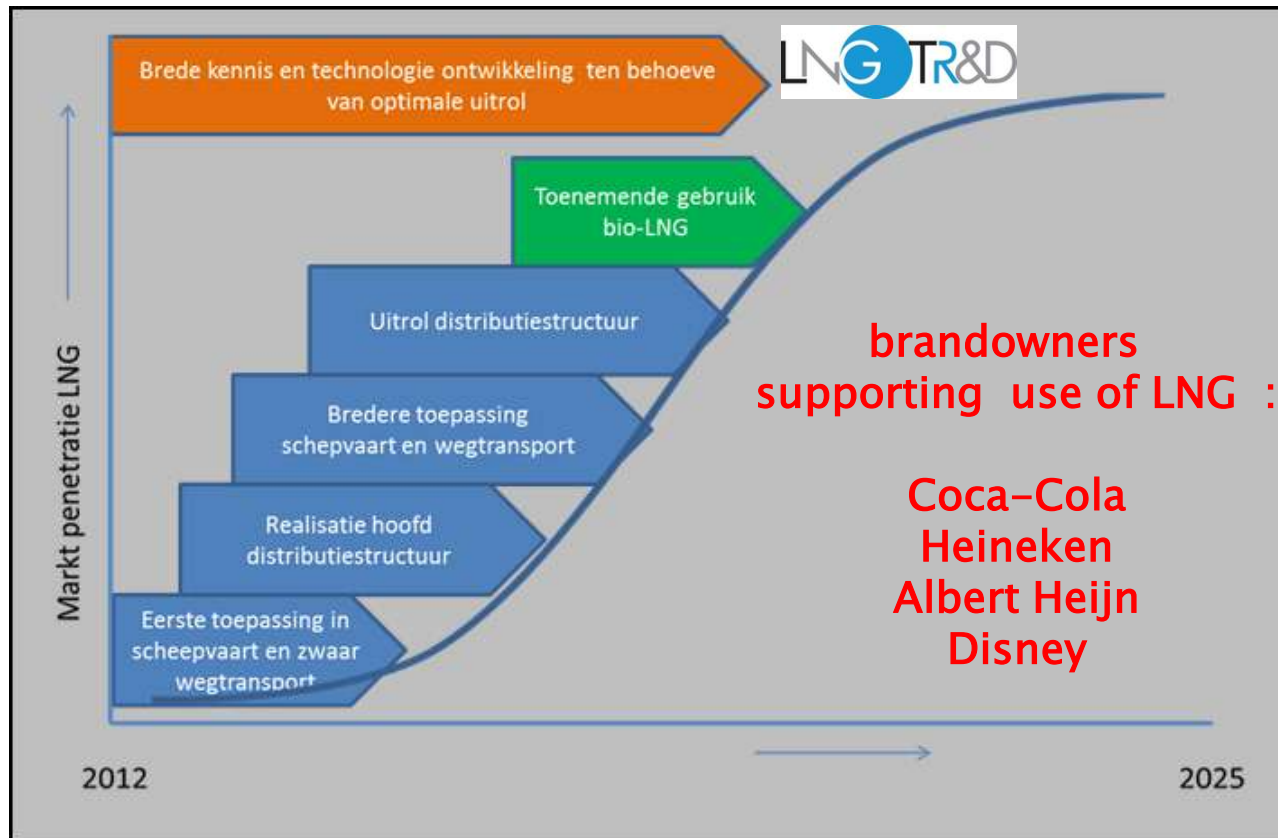 LNG TR&D
Brede kennis en technologie ontwikkeling ten behoeve
van optimale uitrol
Toenemende gebruik
bio-LNG
Uitrol distributiestructuur
Bredere toepassing
schepvaart en wegtransport
Realisatie hoofd
distributiestructuur
Eerste toepassing in
scheepvaart en zwaar
wegtransport
Markt penetratie LNG
brandowners
supporting use of LNG :
Coca-Cola
Heineken
Albert Heijn
Disney
2012
2025